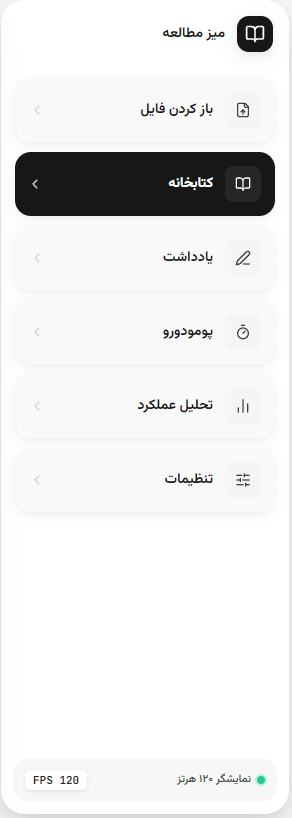 میز مطالعه
باز کردن فایل
کتابخانه
یادداشت
پومودورو
تحلیل عملکرد
تنظیمات
نمایشگر ۱۲۰ هرتز
FPS 120